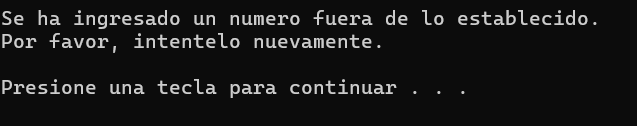 Se ha ingresado un numero fuera de lo establecido.
Por favor, intentelo nuevamente.
Presione una tecla para continuar . . .